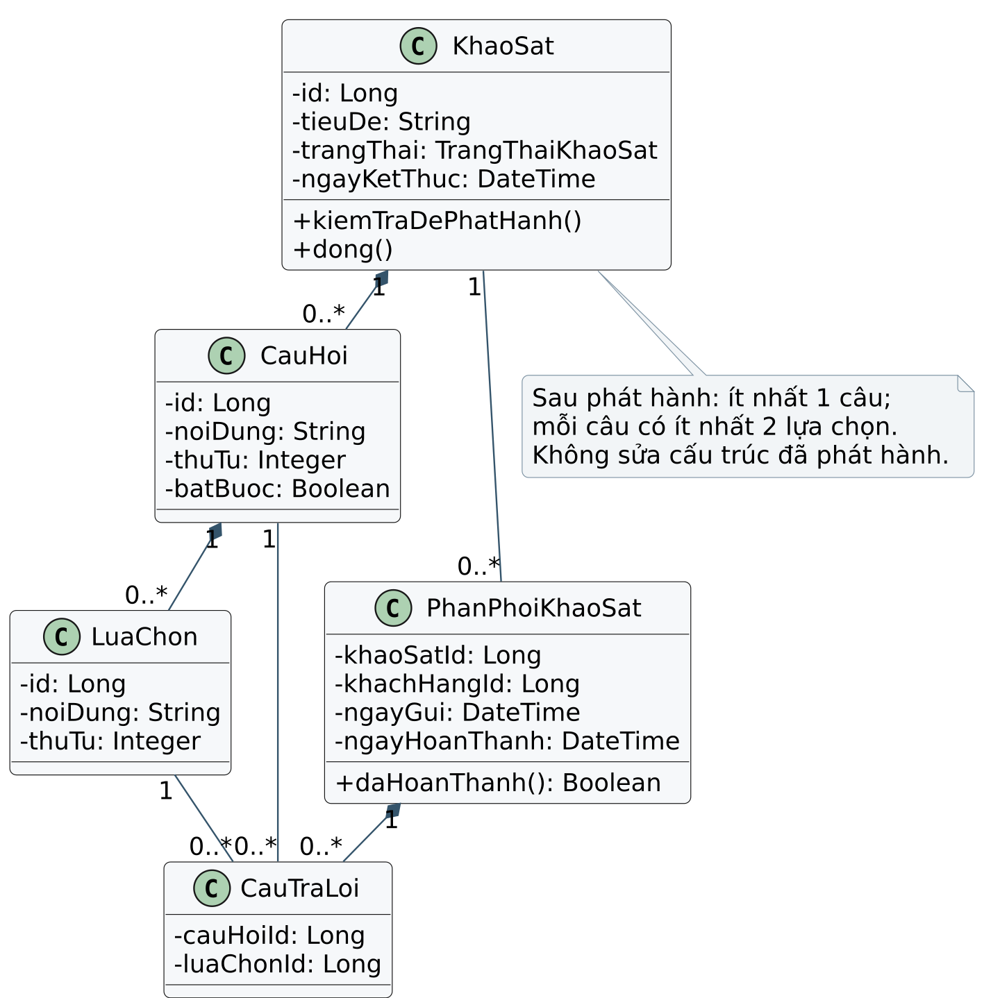 C KhaoSat
-id: Long
-tieuDe: String
-trangThai: TrangThaiKhaoSat
-ngayKetThuc: DateTime
+kiemTraDePhatHanh()
+dong()
1
1
0..*
C CauHoi
-id: Long
-noiDung: String
-thuTu: Integer
-batBuoc: Boolean
Sau phát hành: ít nhất 1 câu;
mỗi câu có ít nhất 2 lựa chọn.
Không sửa cấu trúc đã phát hành.
1
1
0..*
0..*
C LuaChon
-id: Long
-noiDung: String
-thuTu: Integer
C PhanPhoiKhaoSat
-khaoSatId: Long
-khachHangId: Long
-ngayGui: DateTime
-ngayHoanThanh: DateTime
+daHoanThanh(): Boolean
1
1
0..*
0..*
0..*
C CauTraLoi
-cauHoiId: Long
-luaChonId: Long